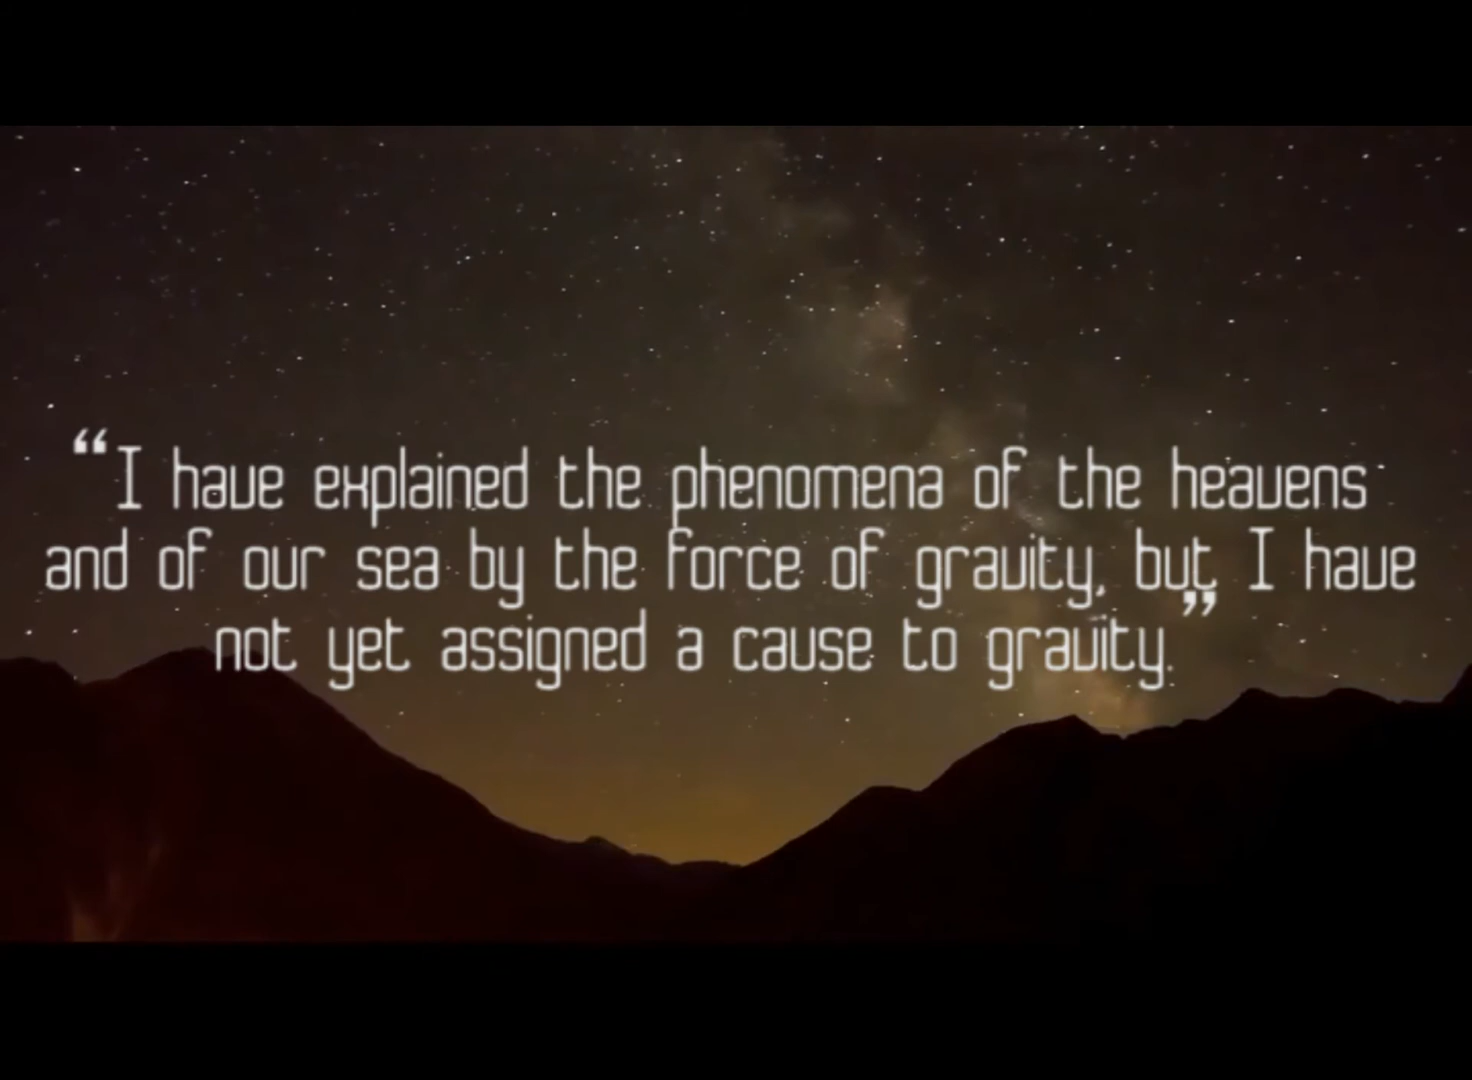 “I have explained the phenomena of the heavens
and of our sea by the force of gravity, but I have
not yet assigned a cause to gravity.”